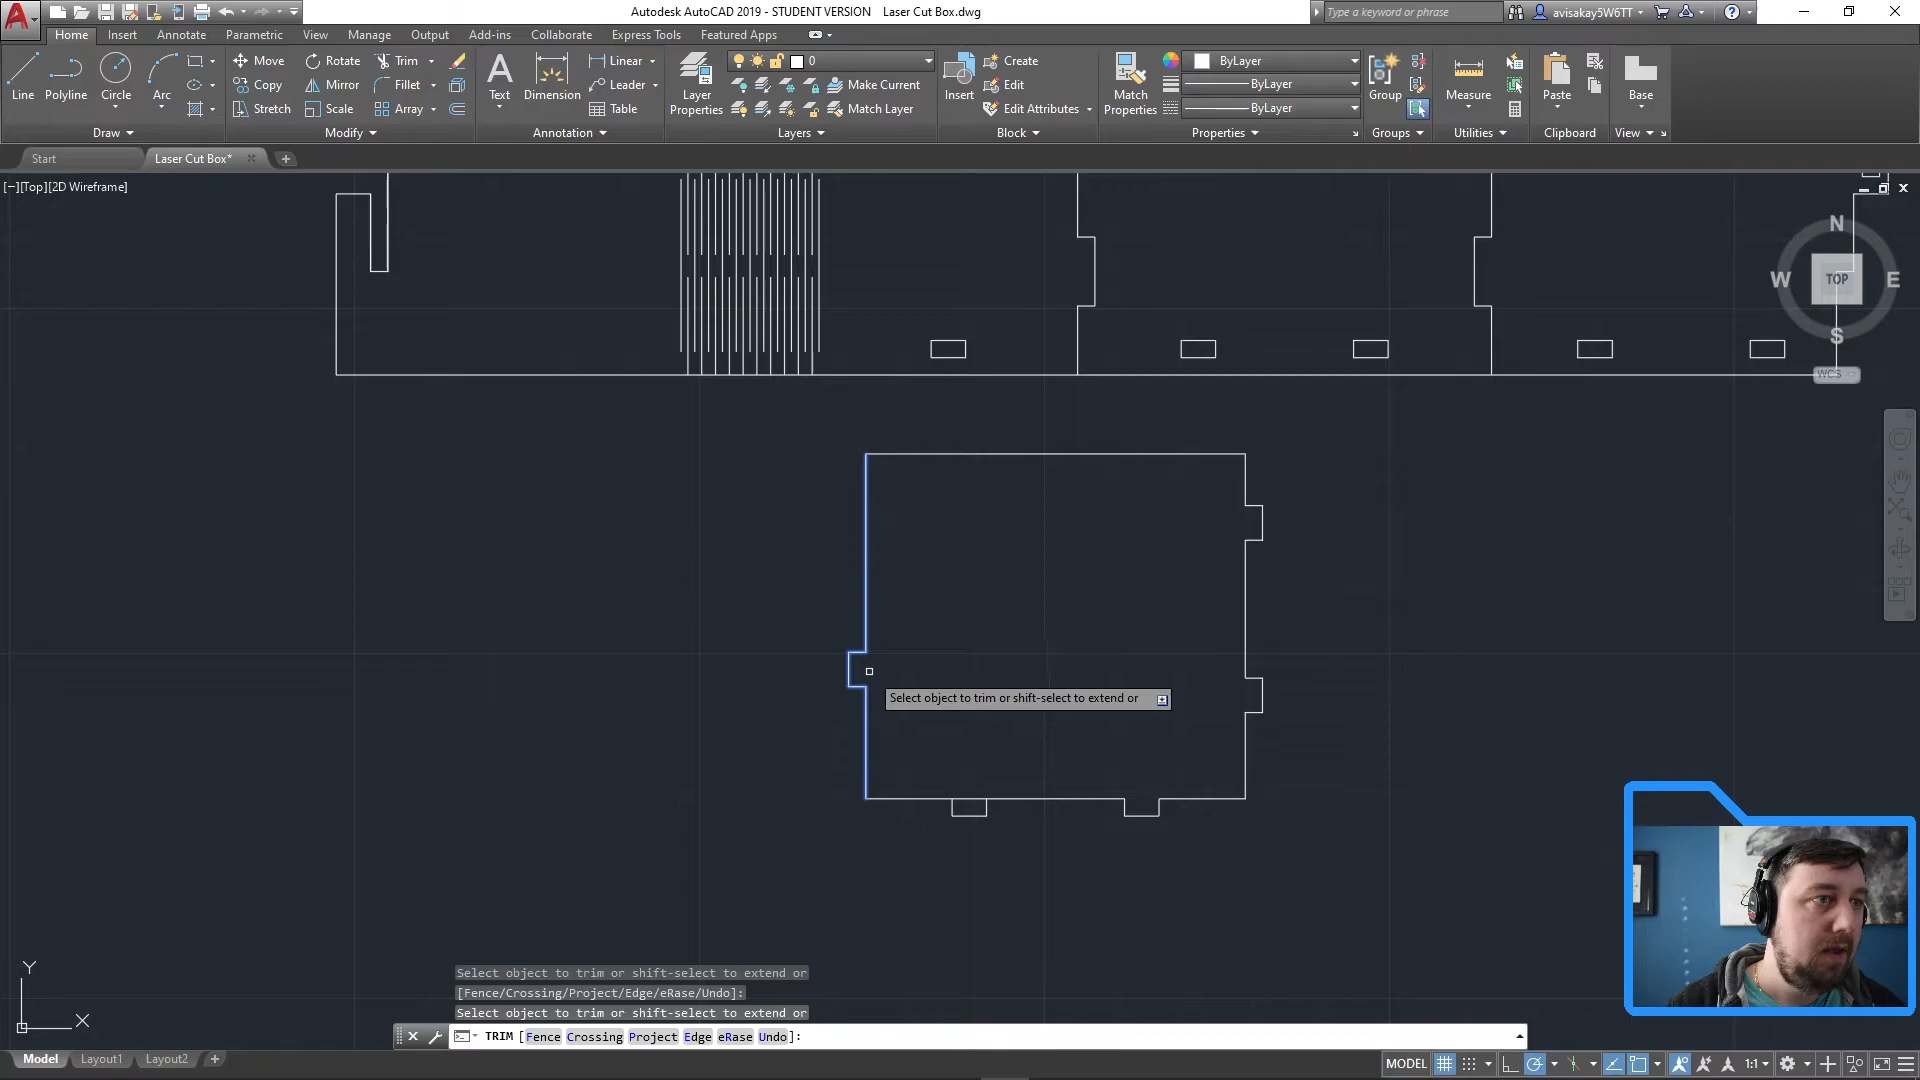 Autodesk AutoCAD 2019 - STUDENT VERSION Laser Cut Box.dwg
Type a keyword or phrase
avisakay5W6TT
Home Insert Annotate Parametric View Manage Output Add-ins Collaborate Express Tools Featured Apps
Line
Polyline
Circle
Arc
Draw
Move Rotate Trim
Copy Mirror Fillet
Stretch Scale Array
Modify
Text
Dimension
Linear
Leader
Table
Annotation
Layer
Properties
0
Make Current
Match Layer
Layers
Insert
Create
Edit
Edit Attributes
Block
Match
Properties
ByLayer
ByLayer
ByLayer
Properties
Group
Groups
Measure
Utilities
Paste
Clipboard
Base
View
Start
Laser Cut Box*
[−][Top][2D Wireframe]
N
W TOP E
S
WCS
Select object to trim or shift-select to extend or
Y
X
Select object to trim or shift-select to extend or
[Fence/Crossing/Project/Edge/eRase/Undo]:
Select object to trim or shift-select to extend or
TRIM [Fence Crossing Project Edge eRase Undo]:
Model Layout1 Layout2 +
MODEL
1:1